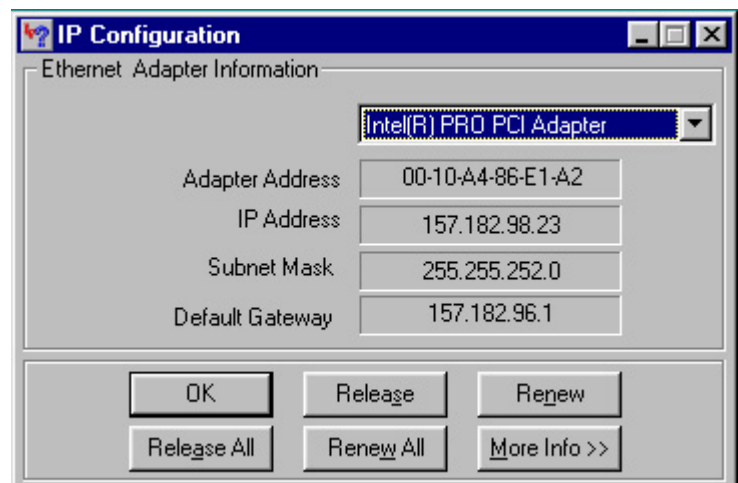 IP Configuration
Ethernet Adapter Information
Intel(R) PRO PCI Adapter
Adapter Address 00-10-A4-86-E1-A2
IP Address 157.182.98.23
Subnet Mask 255.255.252.0
Default Gateway 157.182.96.1
OK Release Renew
Release All Renew All More Info >>